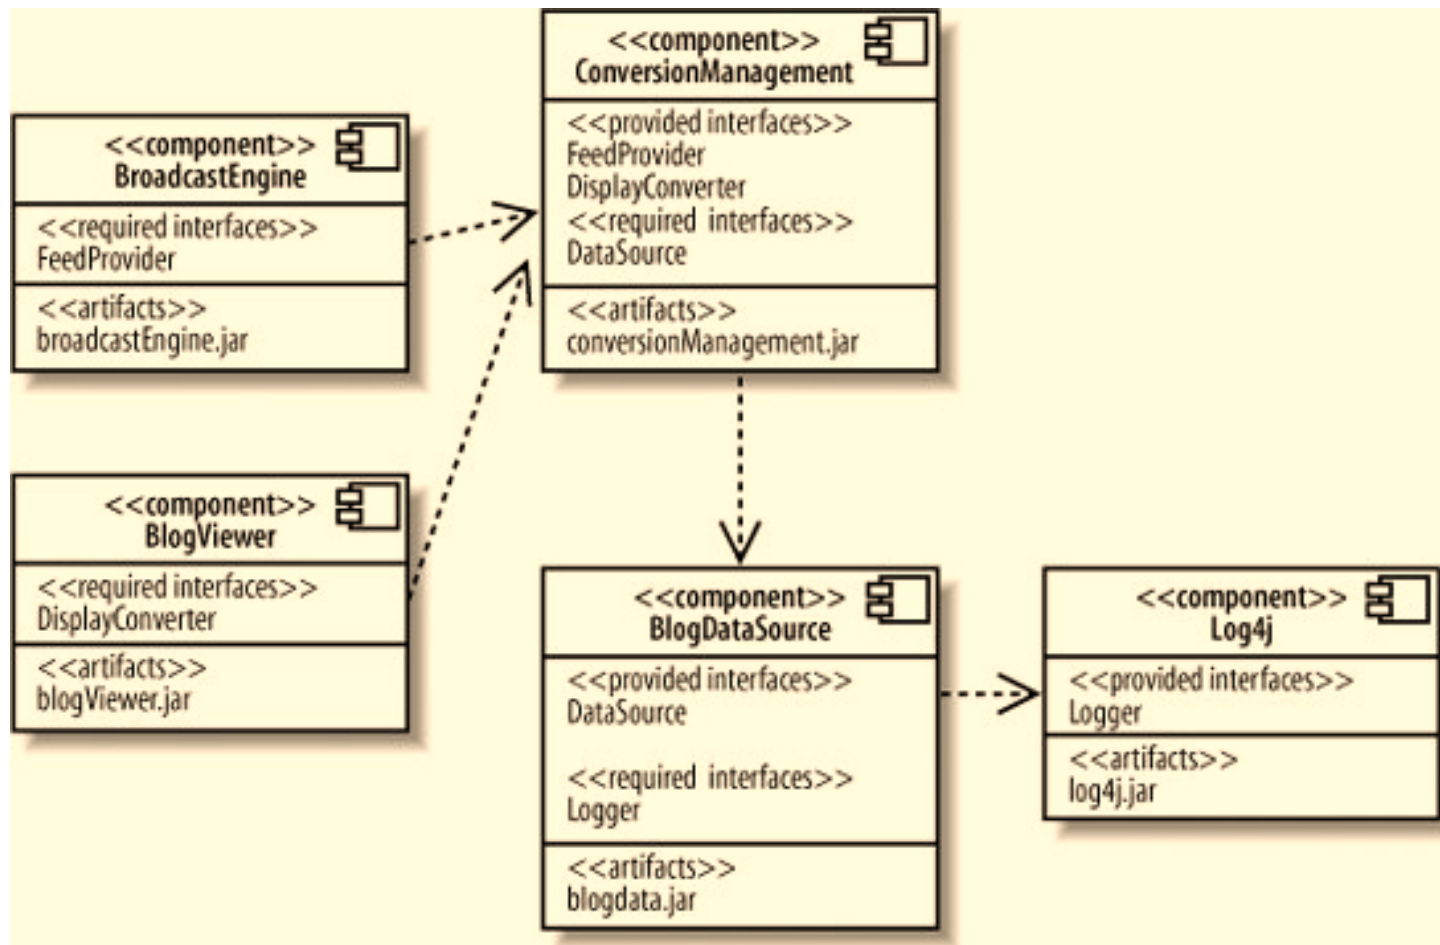 <<component>>
ConversionManagement
<<provided interfaces>>
FeedProvider
DisplayConverter
<<required interfaces>>
DataSource
<<artifacts>>
conversionManagement.jar
<<component>>
BroadcastEngine
<<required interfaces>>
FeedProvider
<<artifacts>>
broadcastEngine.jar
<<component>>
BlogViewer
<<required interfaces>>
DisplayConverter
<<artifacts>>
blogViewer.jar
<<component>>
BlogDataSource
<<provided interfaces>>
DataSource
<<required interfaces>>
Logger
<<artifacts>>
blogdata.jar
<<component>>
Log4j
<<provided interfaces>>
Logger
<<artifacts>>
log4j.jar